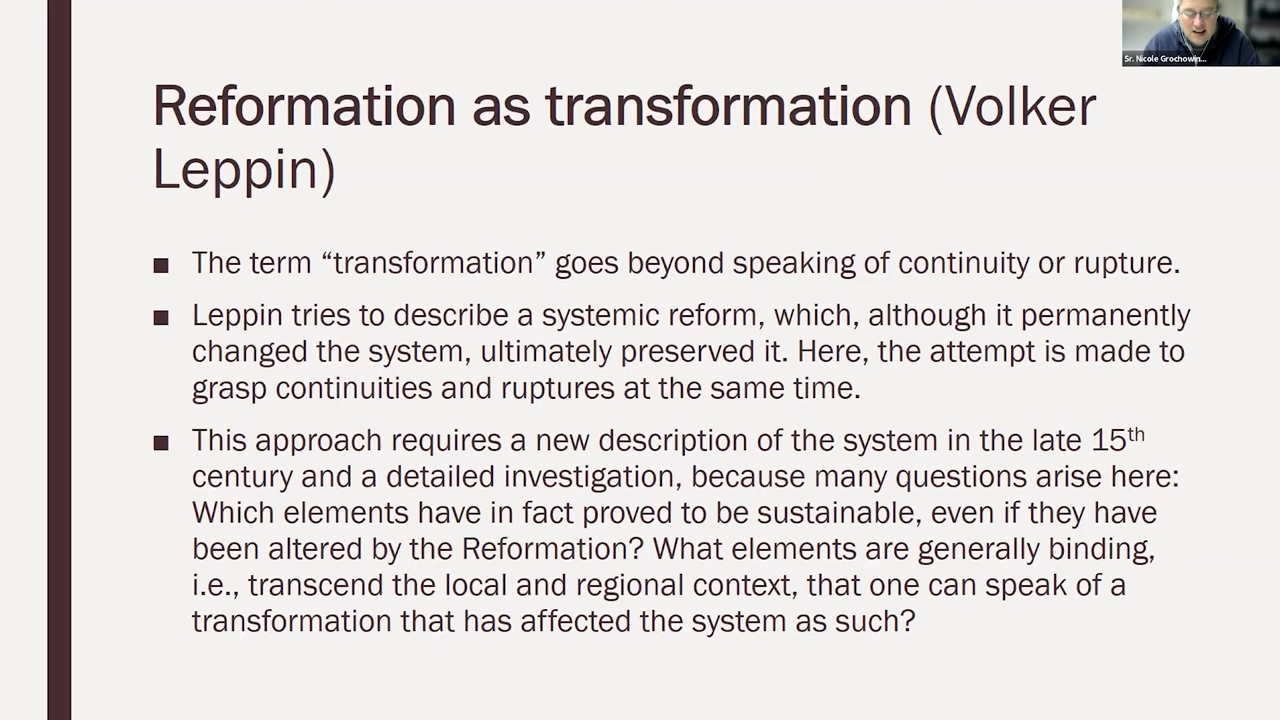 Sr. Nicole Grochowin...
Reformation as transformation (Volker
Leppin)
■ The term “transformation” goes beyond speaking of continuity or rupture.
■ Leppin tries to describe a systemic reform, which, although it permanently
changed the system, ultimately preserved it. Here, the attempt is made to
grasp continuities and ruptures at the same time.
■ This approach requires a new description of the system in the late 15th
century and a detailed investigation, because many questions arise here:
Which elements have in fact proved to be sustainable, even if they have
been altered by the Reformation? What elements are generally binding,
i.e., transcend the local and regional context, that one can speak of a
transformation that has affected the system as such?